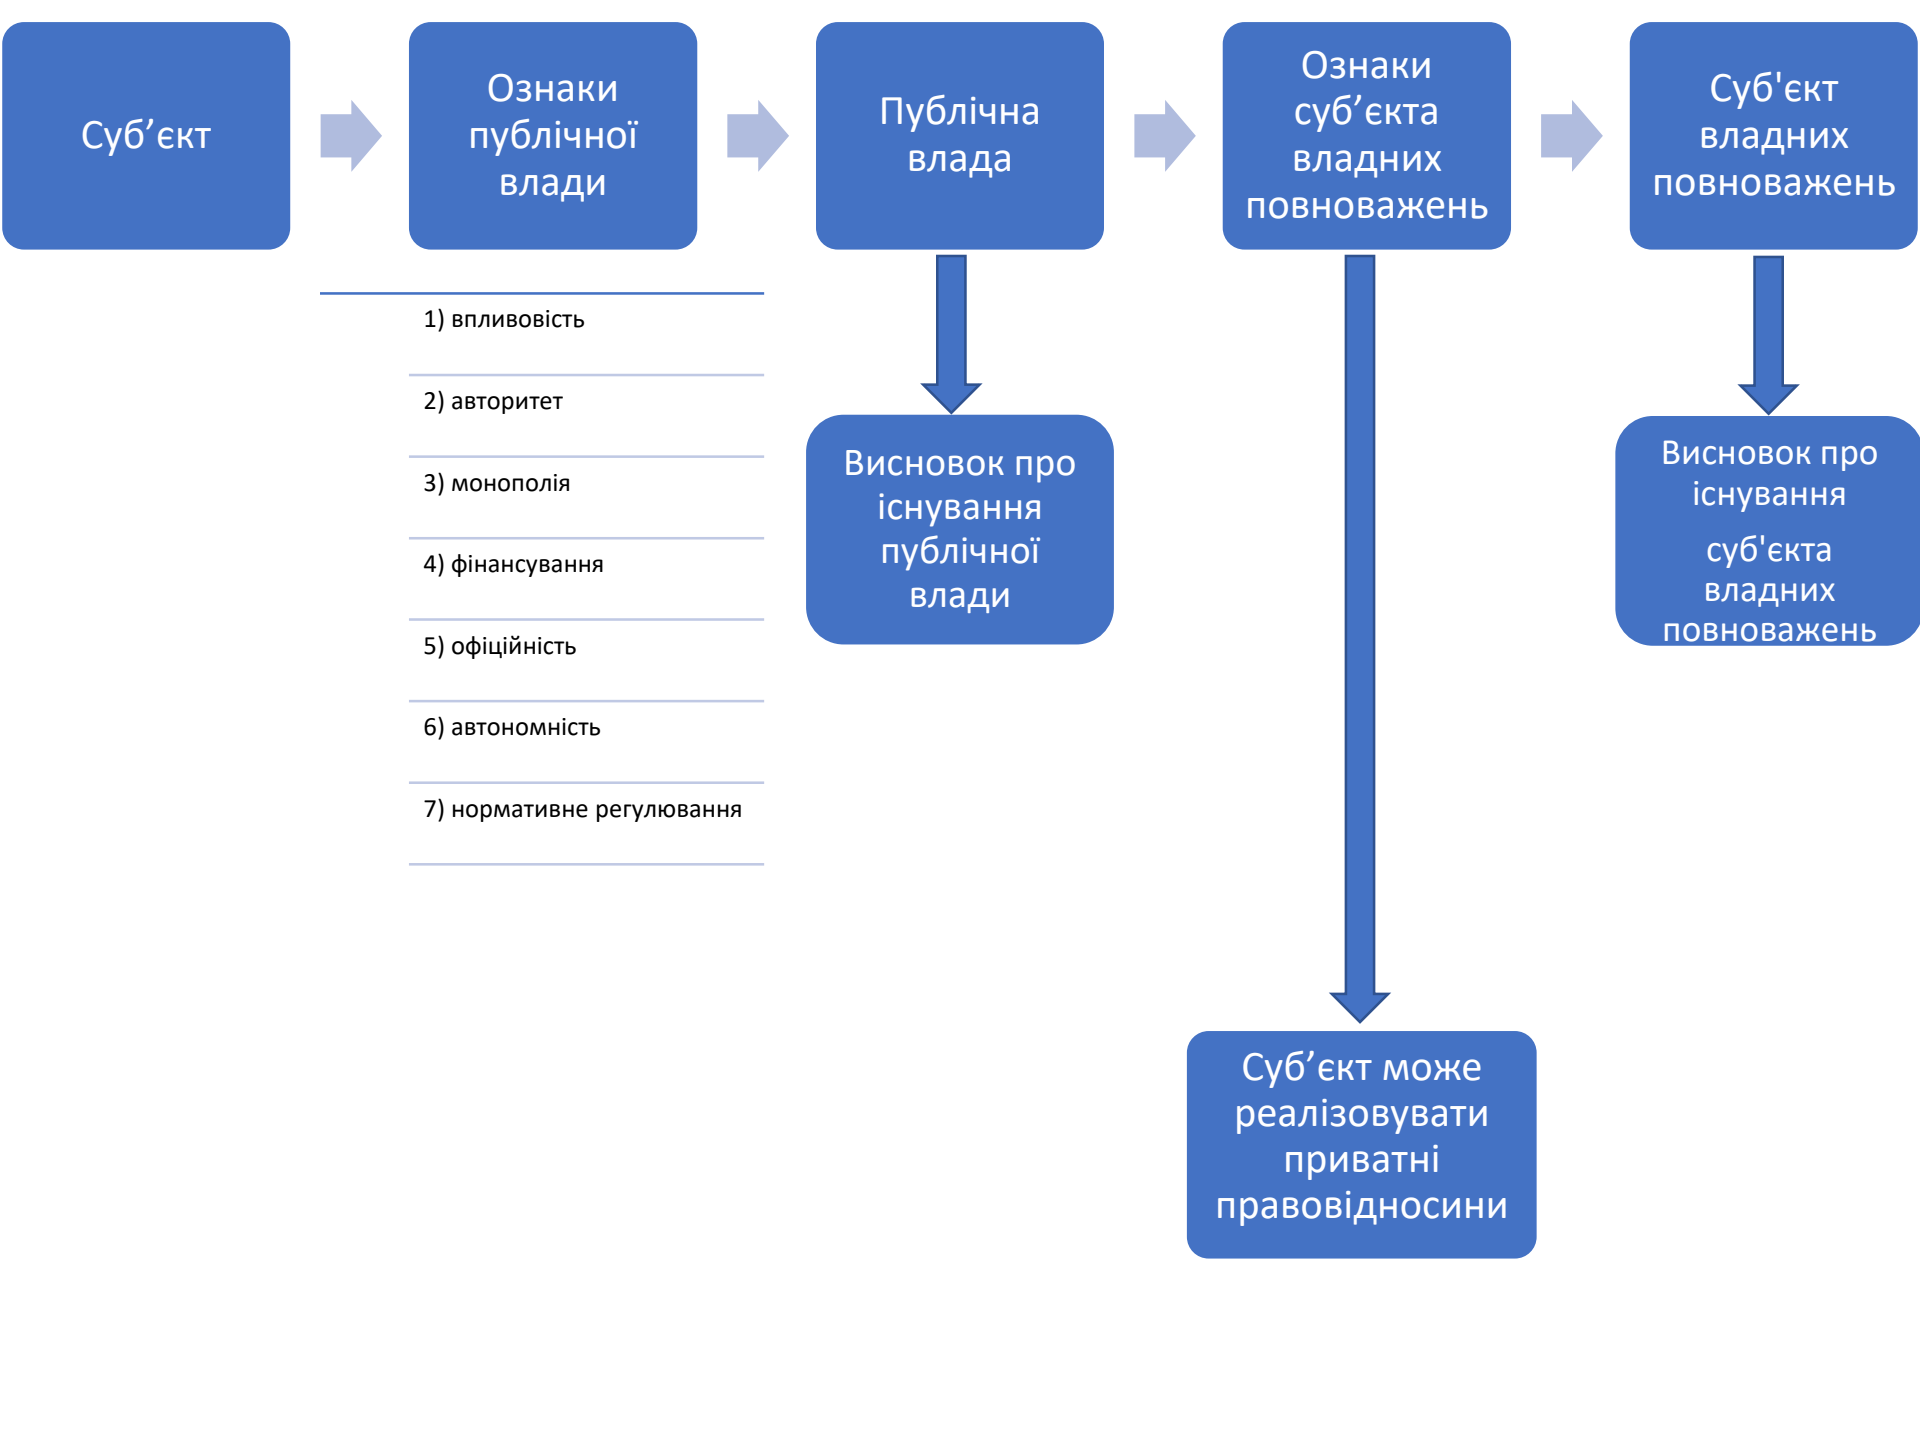 Суб’єкт
Ознаки
публічної
влади
Публічна
влада
Ознаки
суб’єкта
владних
повноважень
Суб'єкт
владних
повноважень
1) впливовість
2) авторитет
3) монополія
4) фінансування
5) офіційність
6) автономність
7) нормативне регулювання
Висновок про
існування
публічної
влади
Висновок про
існування
суб'єкта
владних
повноважень
Суб’єкт може
реалізовувати
приватні
правовідносини